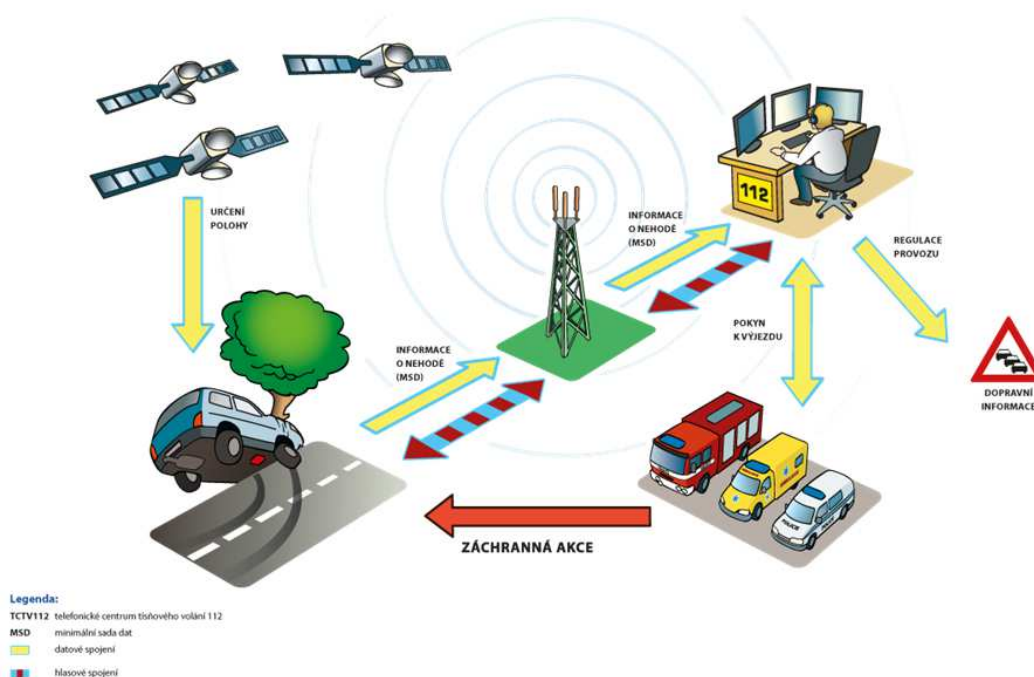 URČENÍ
POLOHY
INFORMACE
O NEHODĚ
(MSD)
112
REGULACE
PROVOZU
INFORMACE
O NEHODĚ
(MSD)
POKYN
K VÝJEZDU
DOPRAVNÍ
INFORMACE
POLICE
ZÁCHRANNÁ AKCE
Legenda:
TCTV112 telefonické centrum tísňového volání 112
MSD minimální sada dat
datové spojení
hlasové spojení